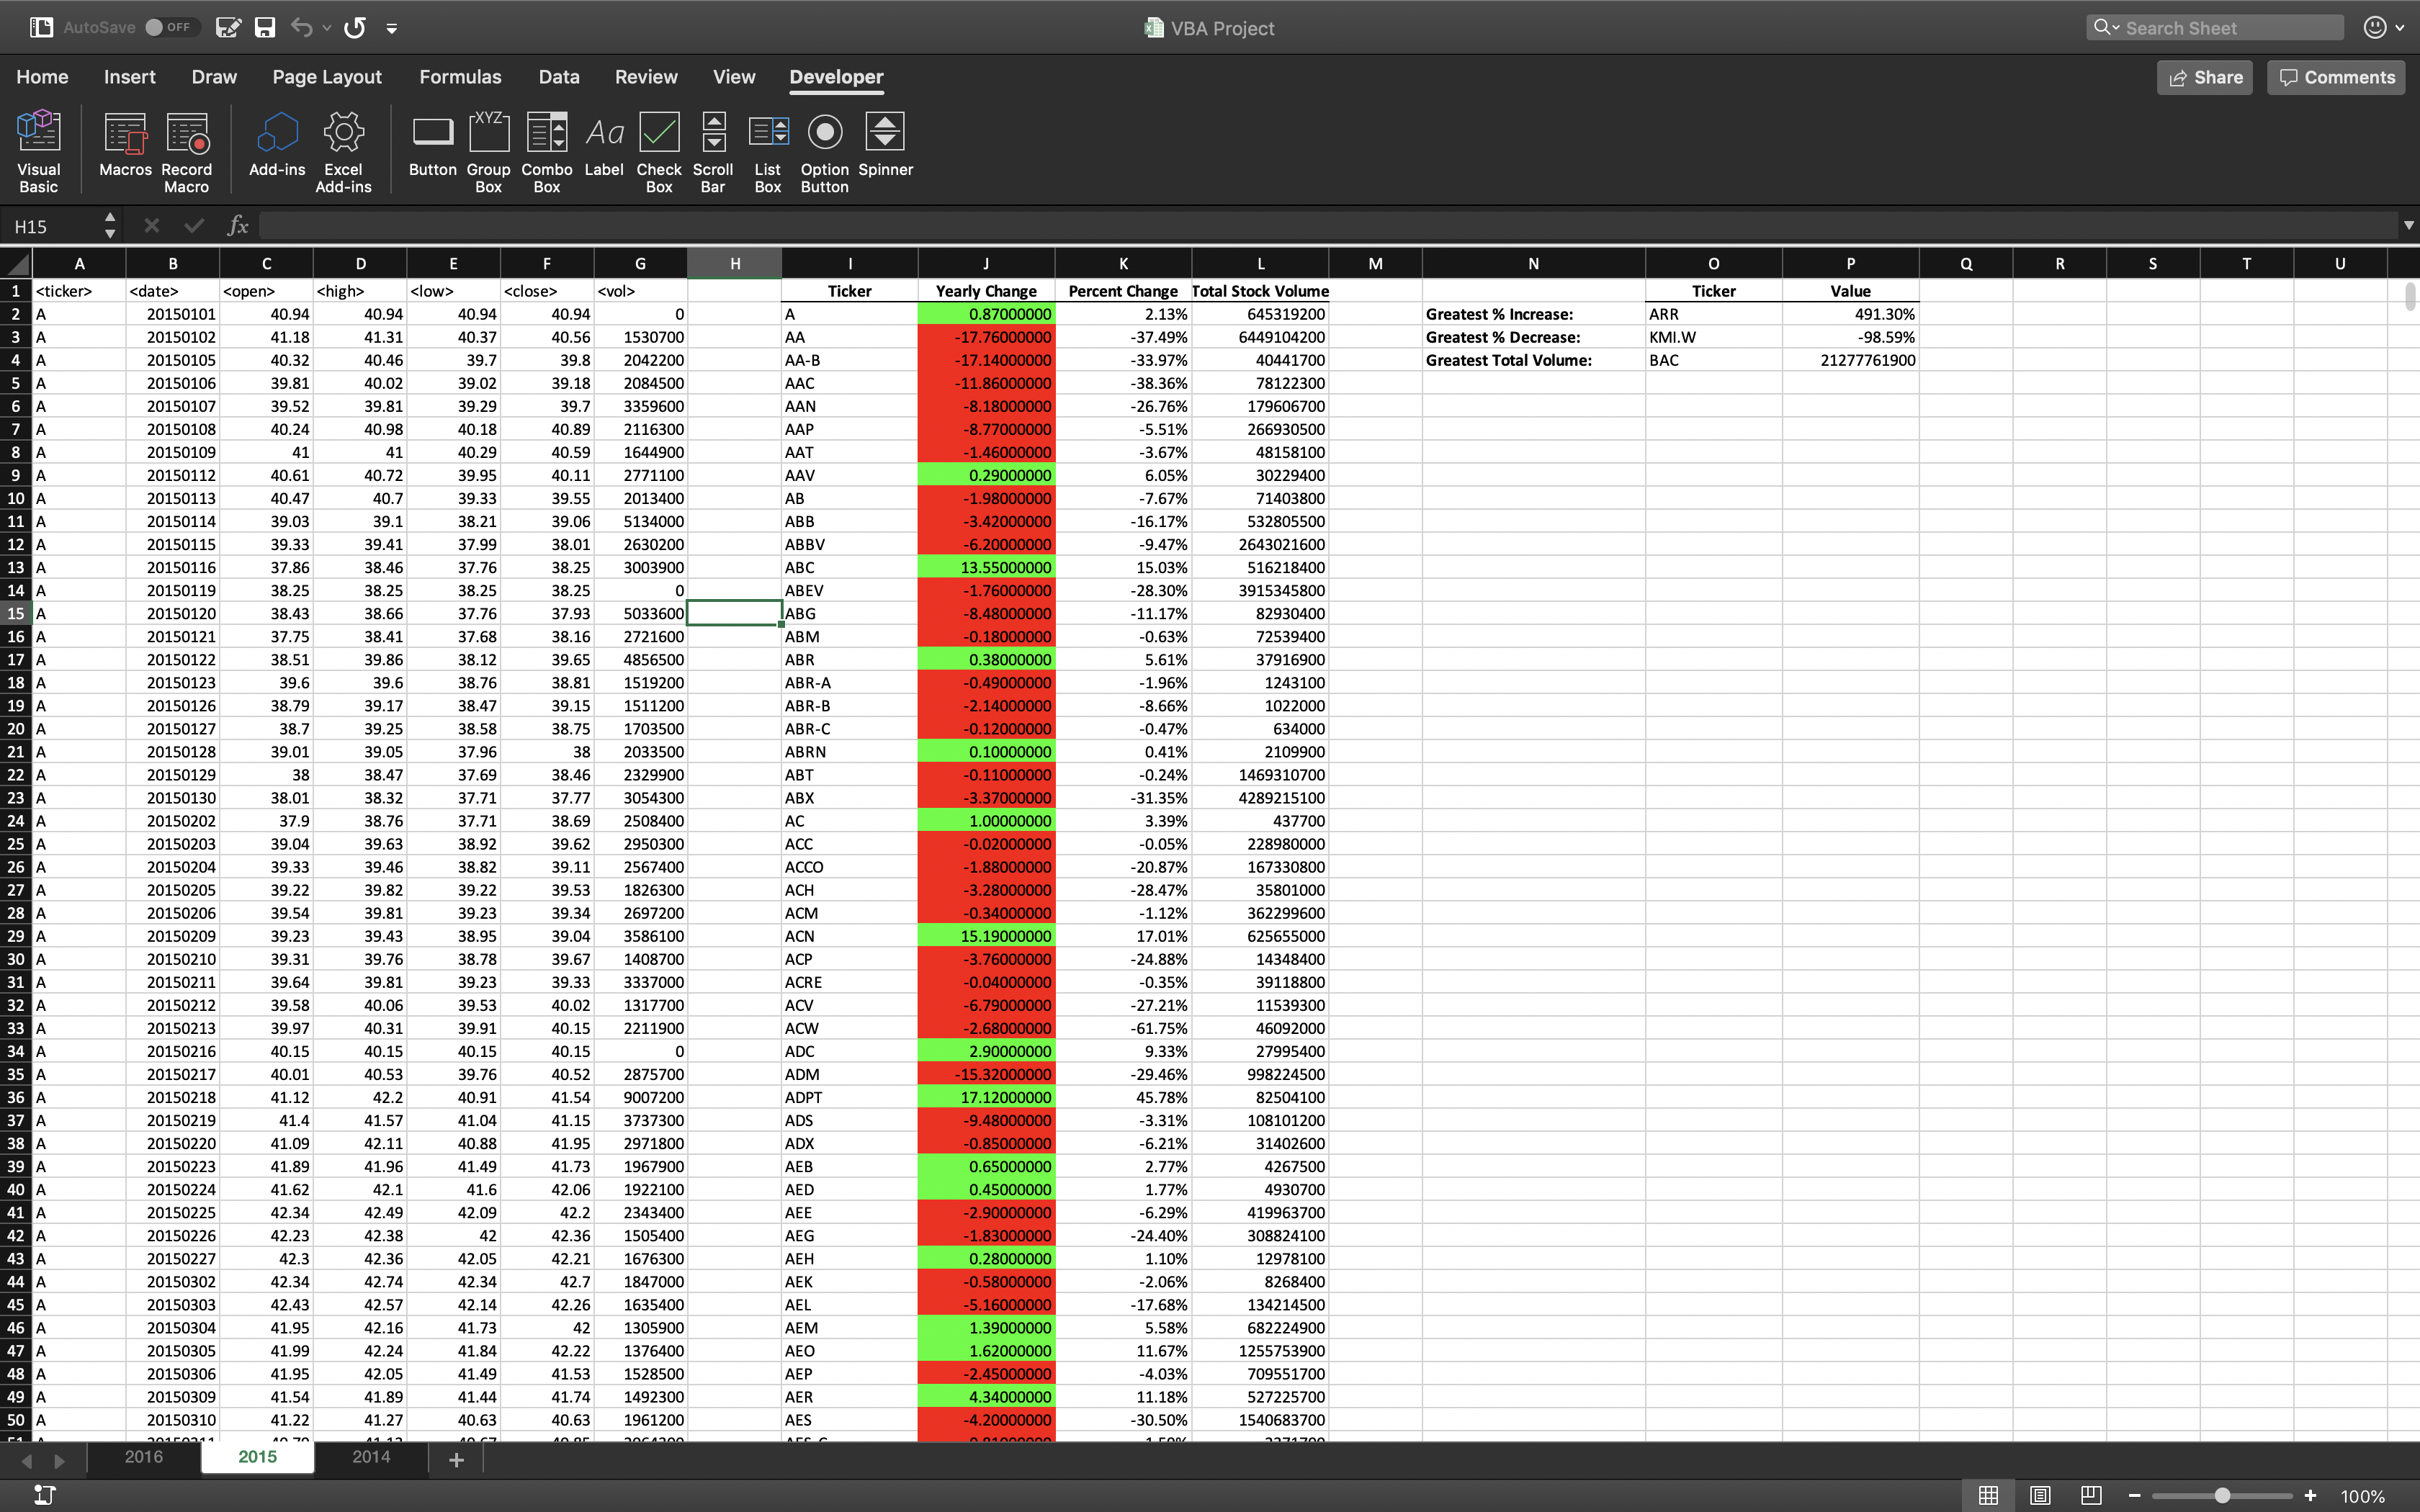 AutoSave OFF VBA Project Search Sheet
Home Insert Draw Page Layout Formulas Data Review View Developer Share Comments
Visual Basic Macros Record Macro Add-ins Excel Add-ins Button XYZ Group Box Combo Box Aa Label Check Box Scroll Bar List Box Option Button Spinner
H15 fx
A B C D E F G H I J K L M N O P Q R S T U
1 <ticker> <date> <open> <high> <low> <close> <vol> Ticker Yearly Change Percent Change Total Stock Volume Ticker Value
2 A 20150101 40.94 40.94 40.94 40.94 0 A 0.87000000 2.13% 645319200 Greatest % Increase: ARR 491.30%
3 A 20150102 41.18 41.31 40.37 40.56 1530700 AA -17.76000000 -37.49% 6449104200 Greatest % Decrease: KMI.W -98.59%
4 A 20150105 40.32 40.46 39.7 39.8 2042200 AA-B -17.14000000 -33.97% 40441700 Greatest Total Volume: BAC 21277761900
5 A 20150106 39.81 40.02 39.02 39.18 2084500 AAC -11.86000000 -38.36% 78122300
6 A 20150107 39.52 39.81 39.29 39.7 3359600 AAN -8.18000000 -26.76% 179606700
7 A 20150108 40.24 40.98 40.18 40.89 2116300 AAP -8.77000000 -5.51% 266930500
8 A 20150109 41 41 40.29 40.59 1644900 AAT -1.46000000 -3.67% 48158100
9 A 20150112 40.61 40.72 39.95 40.11 2771100 AAV 0.29000000 6.05% 30229400
10 A 20150113 40.47 40.7 39.33 39.55 2013400 AB -1.98000000 -7.67% 71403800
11 A 20150114 39.03 39.1 38.21 39.06 5134000 ABB -3.42000000 -16.17% 532805500
12 A 20150115 39.33 39.41 37.99 38.01 2630200 ABBV -6.20000000 -9.47% 2643021600
13 A 20150116 37.86 38.46 37.76 38.25 3003900 ABC 13.55000000 15.03% 516218400
14 A 20150119 38.25 38.25 38.25 38.25 0 ABEV -1.76000000 -28.30% 3915345800
15 A 20150120 38.43 38.66 37.76 37.93 5033600 ABG -8.48000000 -11.17% 82930400
16 A 20150121 37.75 38.41 37.68 38.16 2721600 ABM -0.18000000 -0.63% 72539400
17 A 20150122 38.51 39.86 38.12 39.65 4856500 ABR 0.38000000 5.61% 37916900
18 A 20150123 39.6 39.6 38.76 38.81 1519200 ABR-A -0.49000000 -1.96% 1243100
19 A 20150126 38.79 39.17 38.47 39.15 1511200 ABR-B -2.14000000 -8.66% 1022000
20 A 20150127 38.7 39.25 38.58 38.75 1703500 ABR-C -0.12000000 -0.47% 634000
21 A 20150128 39.01 39.05 37.96 38 2033500 ABRN 0.10000000 0.41% 2109900
22 A 20150129 38 38.47 37.69 38.46 2329900 ABT -0.11000000 -0.24% 1469310700
23 A 20150130 38.01 38.32 37.71 37.77 3054300 ABX -3.37000000 -31.35% 4289215100
24 A 20150202 37.9 38.76 37.71 38.69 2508400 AC 1.00000000 3.39% 437700
25 A 20150203 39.04 39.63 38.92 39.62 2950300 ACC -0.02000000 -0.05% 228980000
26 A 20150204 39.33 39.46 38.82 39.11 2567400 ACCO -1.88000000 -20.87% 167330800
27 A 20150205 39.22 39.82 39.22 39.53 1826300 ACH -3.28000000 -28.47% 35801000
28 A 20150206 39.54 39.81 39.23 39.34 2697200 ACM -0.34000000 -1.12% 362299600
29 A 20150209 39.23 39.43 38.95 39.04 3586100 ACN 15.19000000 17.01% 625655000
30 A 20150210 39.31 39.76 38.78 39.67 1408700 ACP -3.76000000 -24.88% 14348400
31 A 20150211 39.64 39.81 39.23 39.33 3337000 ACRE -0.04000000 -0.35% 39118800
32 A 20150212 39.58 40.06 39.53 40.02 1317700 ACV -6.79000000 -27.21% 11539300
33 A 20150213 39.97 40.31 39.91 40.15 2211900 ACW -2.68000000 -61.75% 46092000
34 A 20150216 40.15 40.15 40.15 40.15 0 ADC 2.90000000 9.33% 27995400
35 A 20150217 40.01 40.53 39.76 40.52 2875700 ADM -15.32000000 -29.46% 998224500
36 A 20150218 41.12 42.2 40.91 41.54 9007200 ADPT 17.12000000 45.78% 82504100
37 A 20150219 41.4 41.57 41.04 41.15 3737300 ADS -9.48000000 -3.31% 108101200
38 A 20150220 41.09 42.11 40.88 41.95 2971800 ADX -0.85000000 -6.21% 31402600
39 A 20150223 41.89 41.96 41.49 41.73 1967900 AEB 0.65000000 2.77% 4267500
40 A 20150224 41.62 42.1 41.6 42.06 1922100 AED 0.45000000 1.77% 4930700
41 A 20150225 42.34 42.49 42.09 42.2 2343400 AEE -2.90000000 -6.29% 419963700
42 A 20150226 42.23 42.38 42 42.36 1505400 AEG -1.83000000 -24.40% 308824100
43 A 20150227 42.3 42.36 42.05 42.21 1676300 AEH 0.28000000 1.10% 12978100
44 A 20150302 42.34 42.74 42.34 42.7 1847000 AEK -0.58000000 -2.06% 8268400
45 A 20150303 42.43 42.57 42.14 42.26 1635400 AEL -5.16000000 -17.68% 134214500
46 A 20150304 41.95 42.16 41.73 42 1305900 AEM 1.39000000 5.58% 682224900
47 A 20150305 41.99 42.24 41.84 42.22 1376400 AEO 1.62000000 11.67% 1255753900
48 A 20150306 41.95 42.05 41.49 41.53 1528500 AEP -2.45000000 -4.03% 709551700
49 A 20150309 41.54 41.89 41.44 41.74 1492300 AER 4.34000000 11.18% 527225700
50 A 20150310 41.22 41.27 40.63 40.63 1961200 AES -4.20000000 -30.50% 1540683700
2016 2015 2014
100%